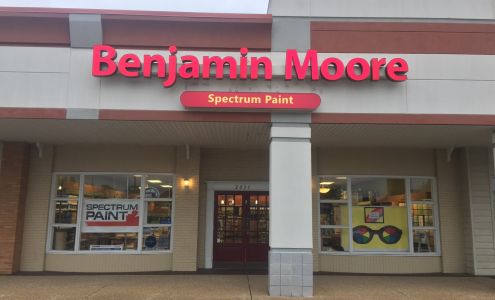 Benjamin Moore
Spectrum Paint
SPECTRUM
PAINT